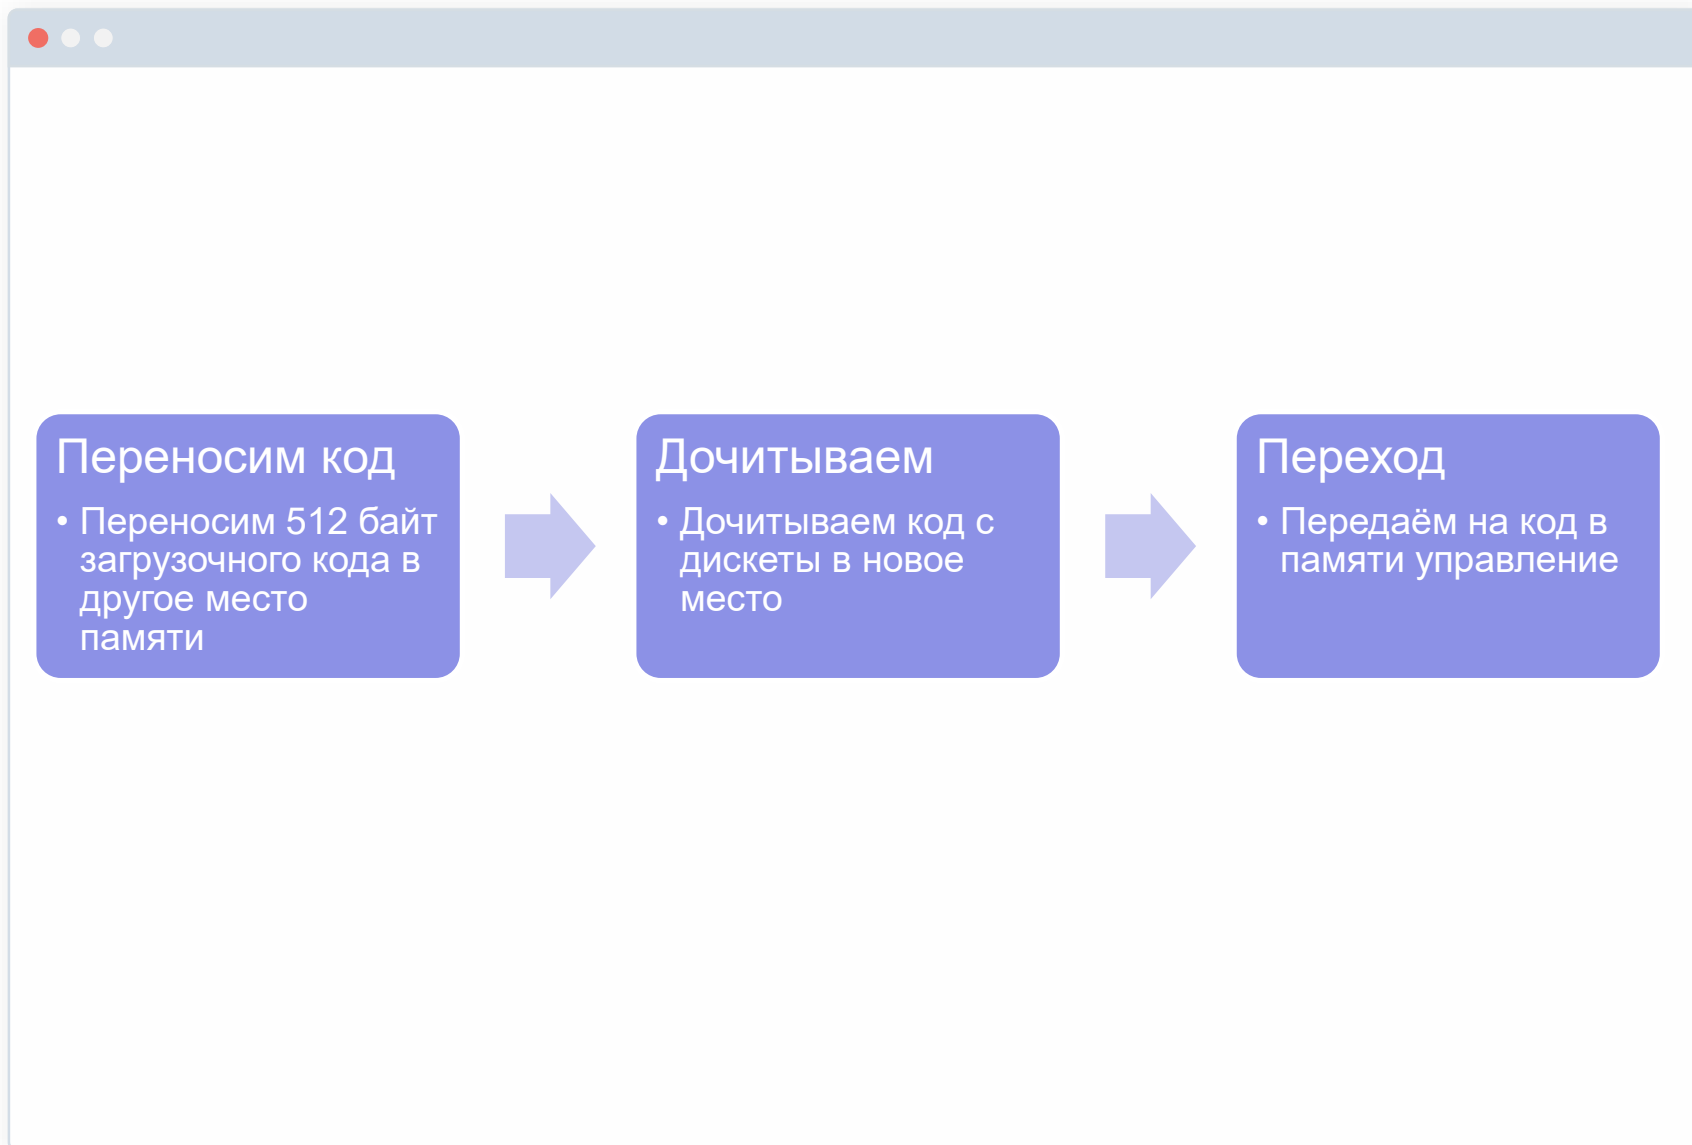 Переносим код
• Переносим 512 байт
загрузочного кода в
другое место
памяти
Дочитываем
• Дочитываем код с
дискеты в новое
место
Переход
• Передаём на код в
памяти управление